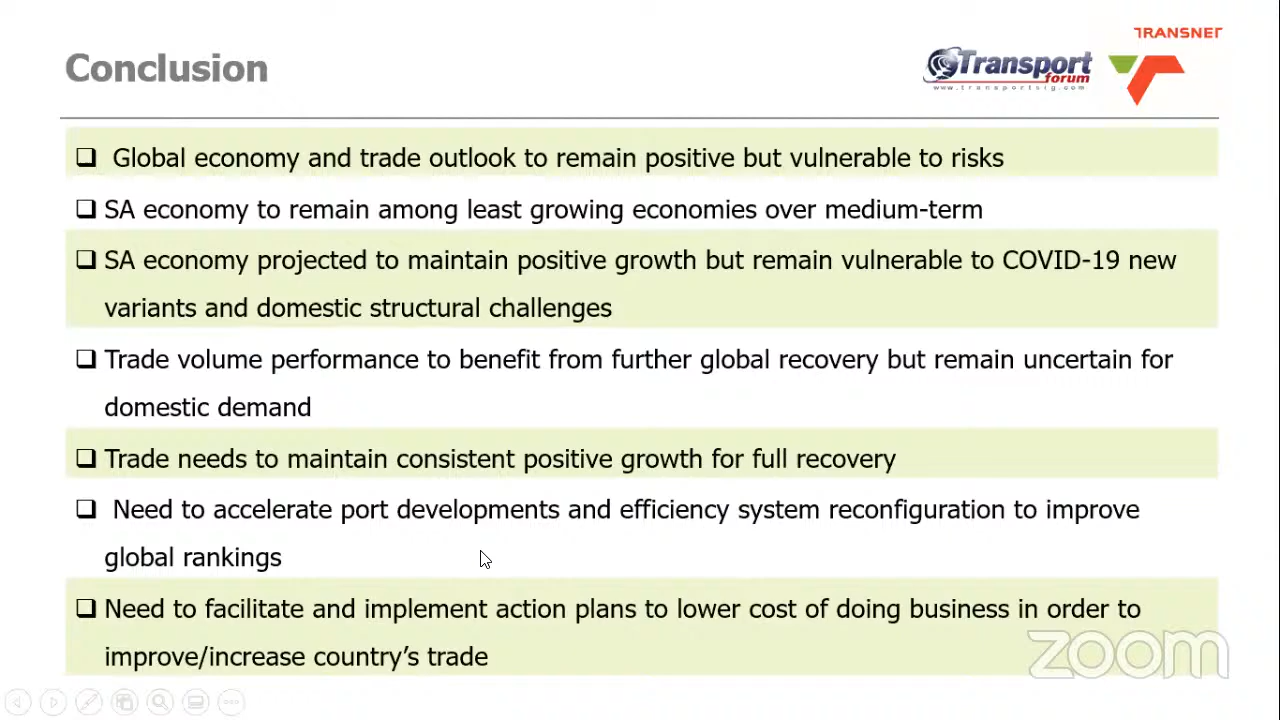 TRANSNET
Conclusion
Transport
forum
www.transportsig.com
❑ Global economy and trade outlook to remain positive but vulnerable to risks
❑ SA economy to remain among least growing economies over medium-term
❑ SA economy projected to maintain positive growth but remain vulnerable to COVID-19 new
variants and domestic structural challenges
❑ Trade volume performance to benefit from further global recovery but remain uncertain for
domestic demand
❑ Trade needs to maintain consistent positive growth for full recovery
❑ Need to accelerate port developments and efficiency system reconfiguration to improve
global rankings
❑ Need to facilitate and implement action plans to lower cost of doing business in order to
improve/increase country’s trade
zoom